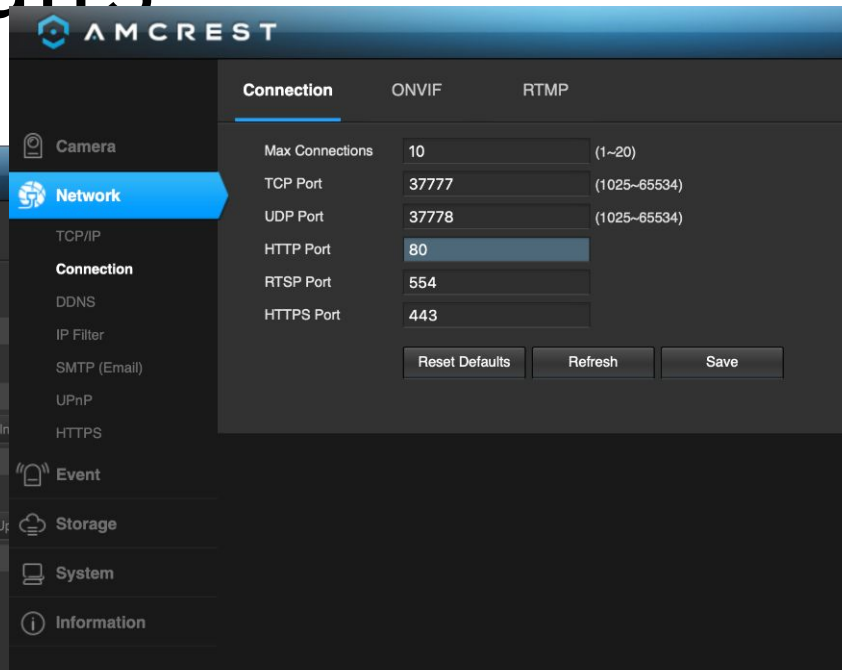 AMCREST
Connection ONVIF RTMP
Camera
Network
TCP/IP
Connection
DDNS
IP Filter
SMTP (Email)
UPnP
HTTPS
Event
Storage
System
Information
Max Connections 10 (1~20)
TCP Port 37777 (1025~65534)
UDP Port 37778 (1025~65534)
HTTP Port 80
RTSP Port 554
HTTPS Port 443
Reset Defaults Refresh Save